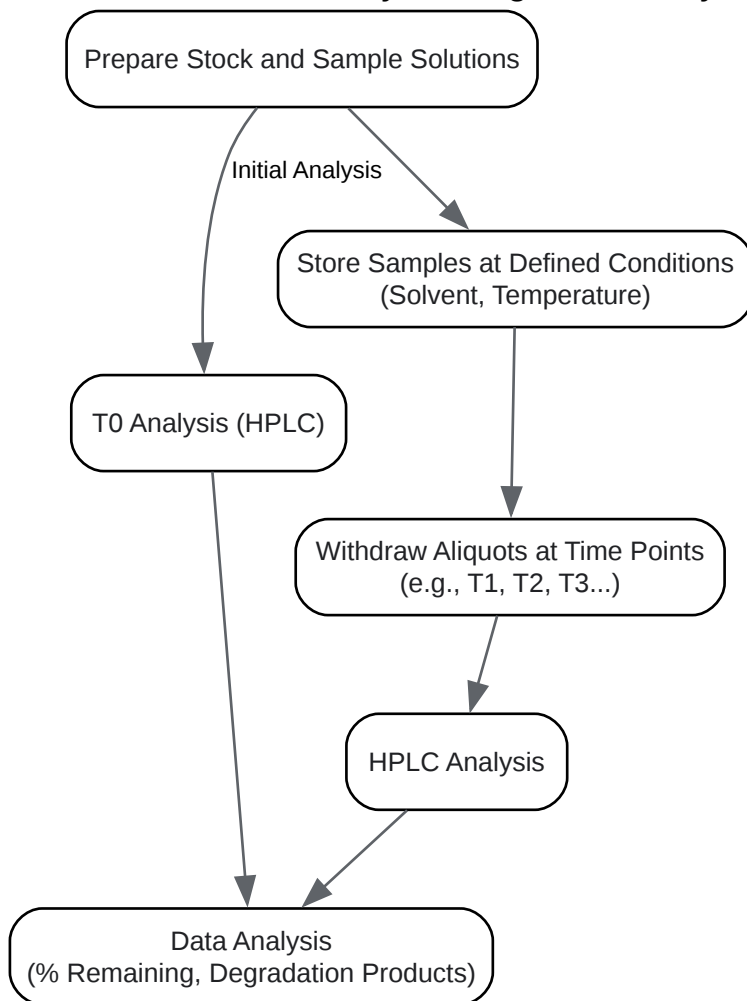 Prepare Stock and Sample Solutions
Initial Analysis
Store Samples at Defined Conditions
(Solvent, Temperature)
T0 Analysis (HPLC)
Withdraw Aliquots at Time Points
(e.g., T1, T2, T3...)
HPLC Analysis
Data Analysis
(% Remaining, Degradation Products)